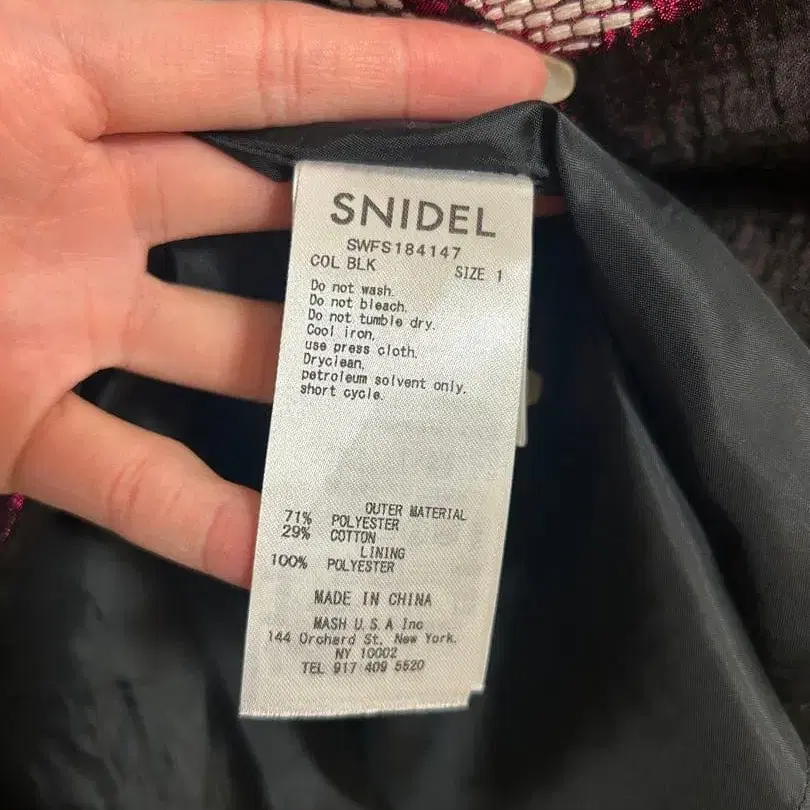 SNIDEL
SWFS184147
COL BLK SIZE 1
Do not wash.
Do not bleach.
Do not tumble dry.
Cool iron,
use press cloth.
Dryclean,
petroleum solvent only.
short cycle.
OUTER MATERIAL
71% POLYESTER
29% COTTON
LINING
100% POLYESTER
MADE IN CHINA
MASH U.S.A Inc
144 Orchard St, New York.
NY 10002
TEL 917 409 5520